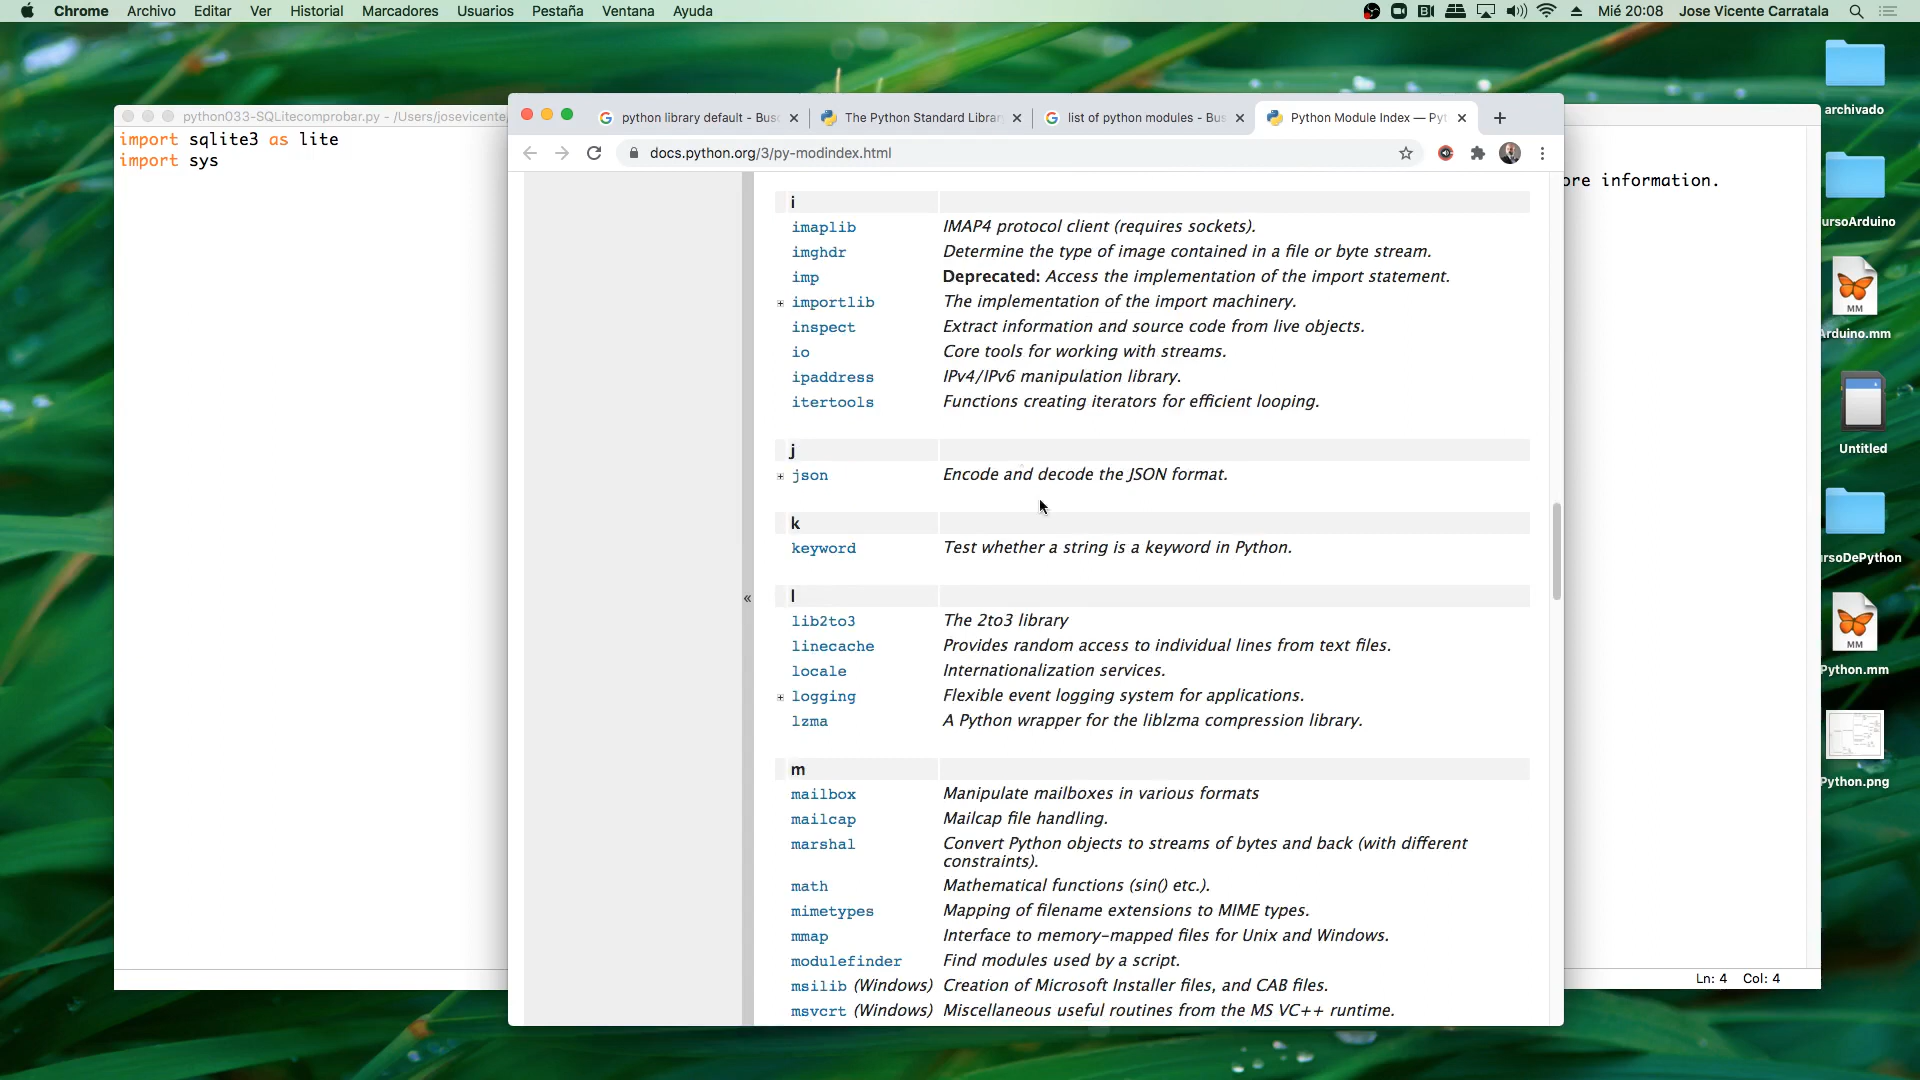 Chrome Archivo Editar Ver Historial Marcadores Usuarios Pestaña Ventana Ayuda
Mié 20:08 Jose Vicente Carratala
python033-SQLitecomprobar.py - /Users/josevicente
import sqlite3 as lite
import sys
python library default - Bus
The Python Standard Librar
list of python modules - Bus
Python Module Index — Pyt
docs.python.org/3/py-modindex.html
ore information.
i
imaplib IMAP4 protocol client (requires sockets).
imghdr Determine the type of image contained in a file or byte stream.
imp Deprecated: Access the implementation of the import statement.
importlib The implementation of the import machinery.
inspect Extract information and source code from live objects.
io Core tools for working with streams.
ipaddress IPv4/IPv6 manipulation library.
itertools Functions creating iterators for efficient looping.
j
json Encode and decode the JSON format.
k
keyword Test whether a string is a keyword in Python.
«
l
lib2to3 The 2to3 library
linecache Provides random access to individual lines from text files.
locale Internationalization services.
logging Flexible event logging system for applications.
lzma A Python wrapper for the liblzma compression library.
m
mailbox Manipulate mailboxes in various formats
mailcap Mailcap file handling.
marshal Convert Python objects to streams of bytes and back (with different
constraints).
math Mathematical functions (sin() etc.).
mimetypes Mapping of filename extensions to MIME types.
mmap Interface to memory-mapped files for Unix and Windows.
modulefinder Find modules used by a script.
msilib (Windows) Creation of Microsoft Installer files, and CAB files.
msvcrt (Windows) Miscellaneous useful routines from the MS VC++ runtime.
Ln: 4 Col: 4
archivado
ursoArduino
MM
Arduino.mm
Untitled
rsoDePython
MM
Python.mm
Python.png